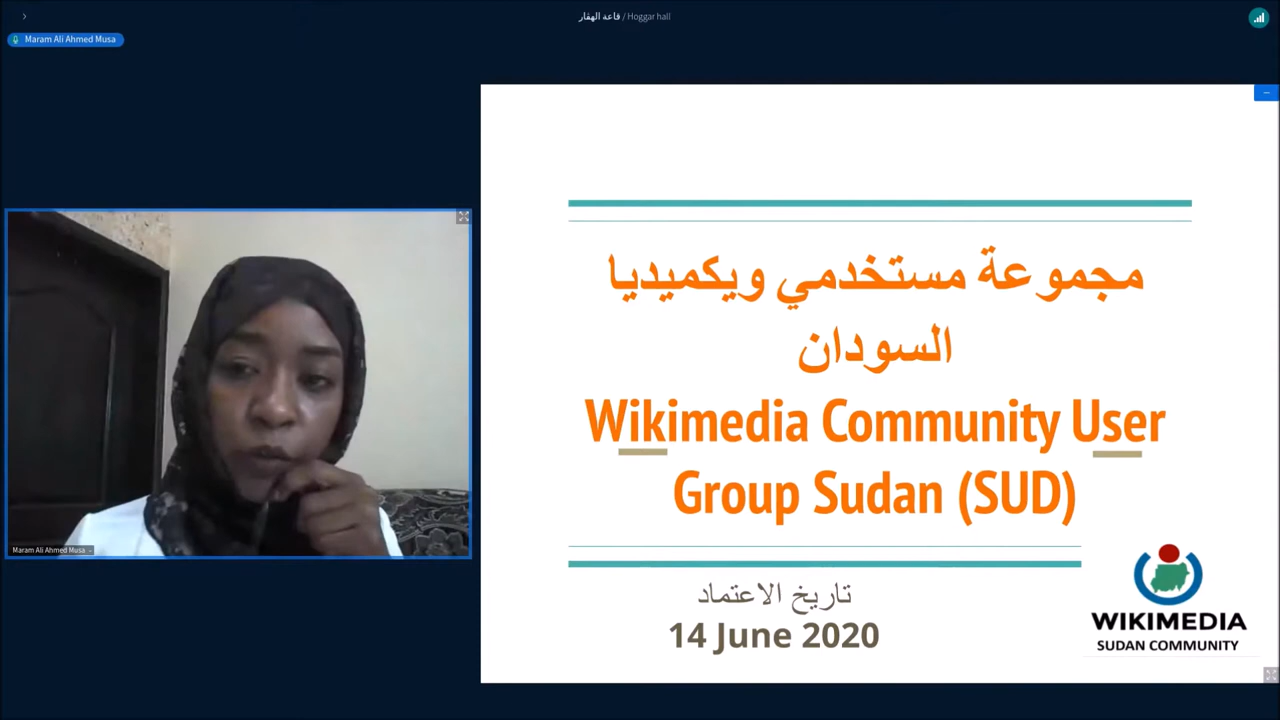 قاعة الهڨار / Hoggar hall
Maram Ali Ahmed Musa
مجموعة مستخدمي ويكميديا
السودان
Wikimedia Community User
Group Sudan (SUD)
تاريخ الاعتماد
14 June 2020
WIKIMEDIA
SUDAN COMMUNITY
Maram Ali Ahmed Musa